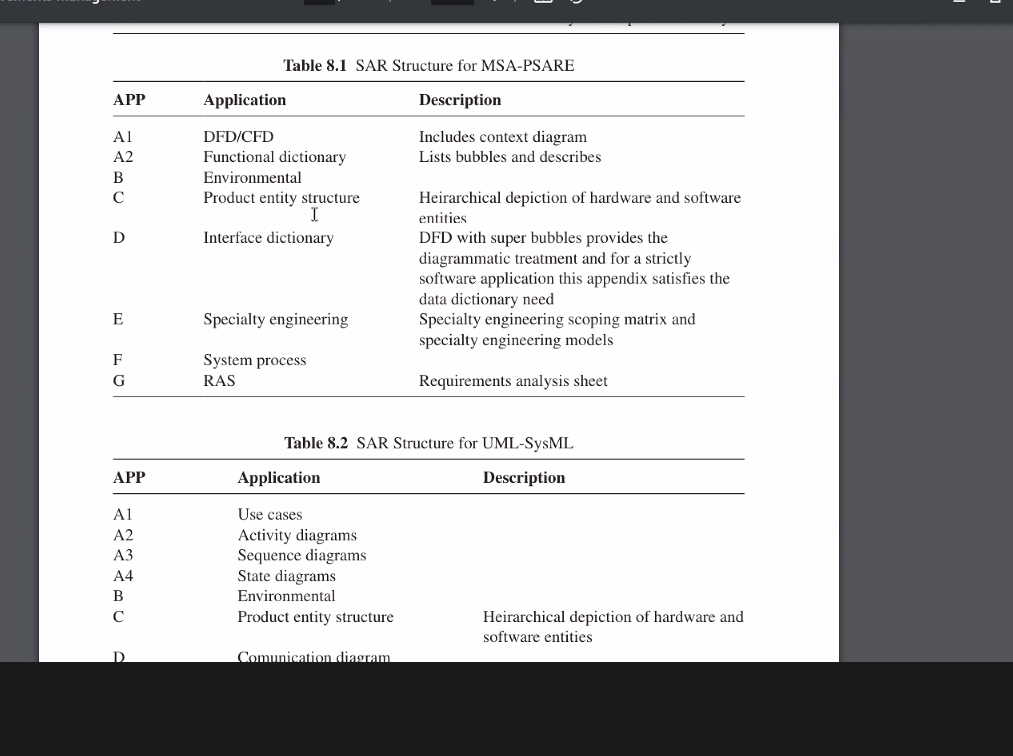 Table 8.1 SAR Structure for MSA-PSARE
APP Application Description
A1 DFD/CFD Includes context diagram
A2 Functional dictionary Lists bubbles and describes
B Environmental
C Product entity structure Heirarchical depiction of hardware and software
entities
D Interface dictionary DFD with super bubbles provides the
diagrammatic treatment and for a strictly
software application this appendix satisfies the
data dictionary need
E Specialty engineering Specialty engineering scoping matrix and
specialty engineering models
F System process
G RAS Requirements analysis sheet
Table 8.2 SAR Structure for UML-SysML
APP Application Description
A1 Use cases
A2 Activity diagrams
A3 Sequence diagrams
A4 State diagrams
B Environmental
C Product entity structure Heirarchical depiction of hardware and
software entities
D Comunication diagram